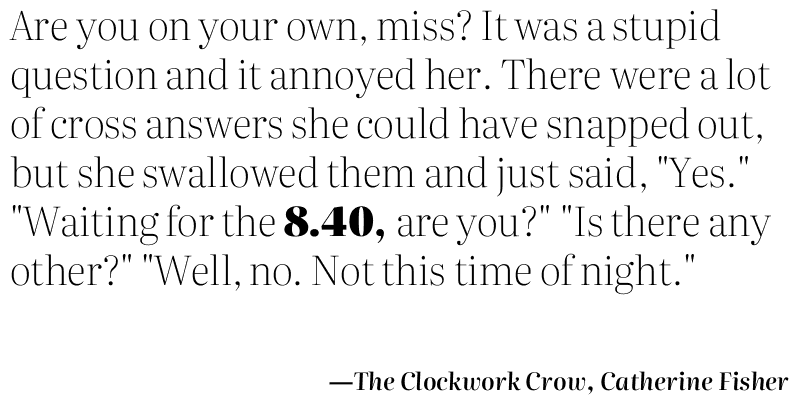 Are you on your own, miss? It was a stupid
question and it annoyed her. There were a lot
of cross answers she could have snapped out,
but she swallowed them and just said, "Yes."
"Waiting for the 8.40, are you?" "Is there any
other?" "Well, no. Not this time of night."
—The Clockwork Crow, Catherine Fisher